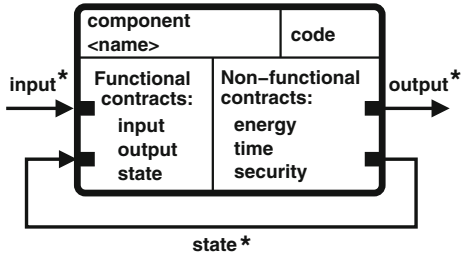 component
<name>
code
input*
Functional
contracts:
input
output
state
Non-functional
contracts:
energy
time
security
output*
state*